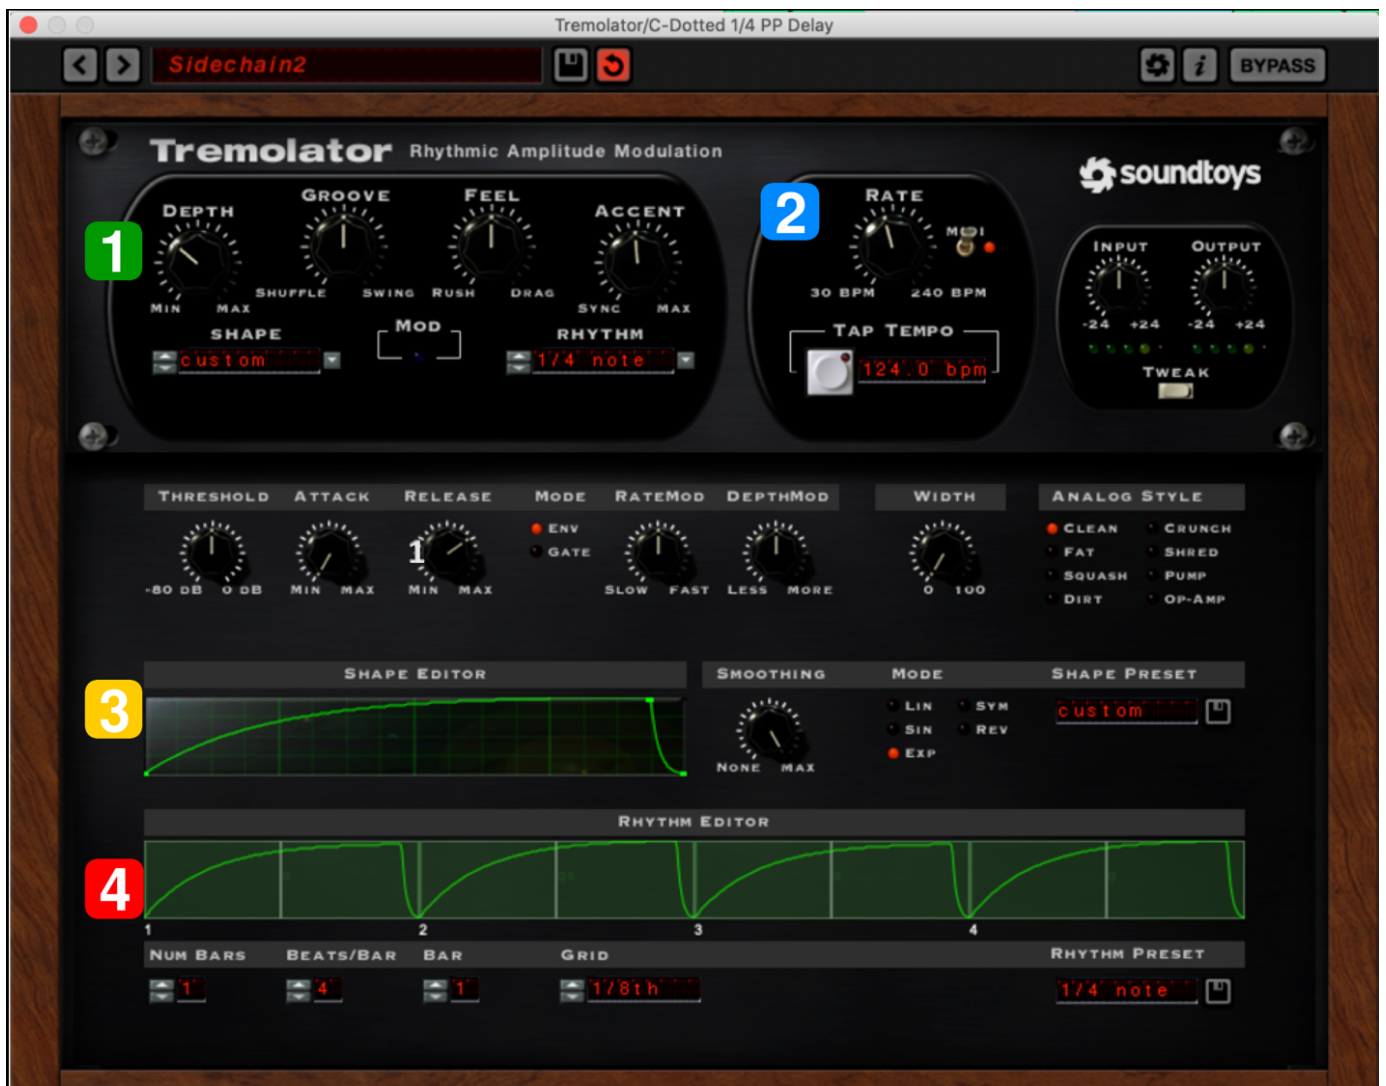 Tremolator/C-Dotted 1/4 PP Delay
Sidechain2
i
BYPASS
Tremolator Rhythmic Amplitude Modulation
soundtoys
1
DEPTH
GROOVE
FEEL
ACCENT
MIN MAX
SHUFFLE SWING
RUSH DRAG
SYNC MAX
SHAPE
custom
MOD
RHYTHM
1/4 note
2
RATE
MIDI
30 BPM 240 BPM
TAP TEMPO
124.0 bpm
INPUT OUTPUT
-24 +24 -24 +24
TWEAK
THRESHOLD ATTACK RELEASE MODE RATEMOD DEPTHMOD WIDTH ANALOG STYLE
ENV
GATE
1
CLEAN CRUNCH
FAT SHRED
SQUASH PUMP
DIRT OP-AMP
-80 DB 0 DB MIN MAX MIN MAX SLOW FAST LESS MORE 0 100
3
SHAPE EDITOR SMOOTHING MODE SHAPE PRESET
LIN SYM
SIN REV
EXP
custom
NONE MAX
RHYTHM EDITOR
4
1 2 3 4
NUM BARS BEATS/BAR BAR GRID RHYTHM PRESET
1 4 1 1/8th 1/4 note